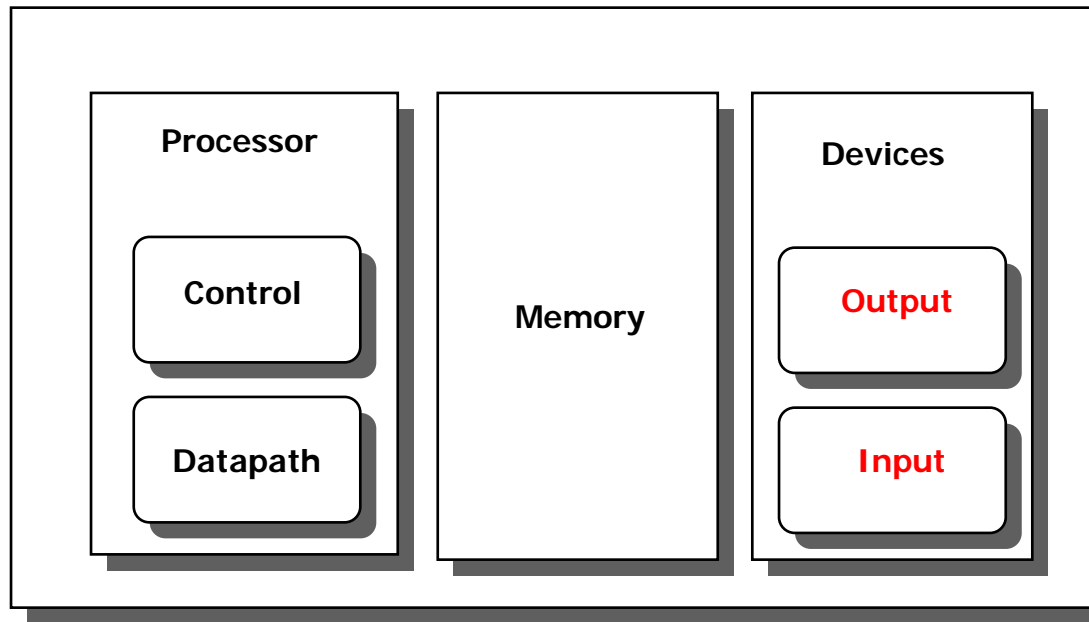 Processor
Control
Datapath
Memory
Devices
Output
Input